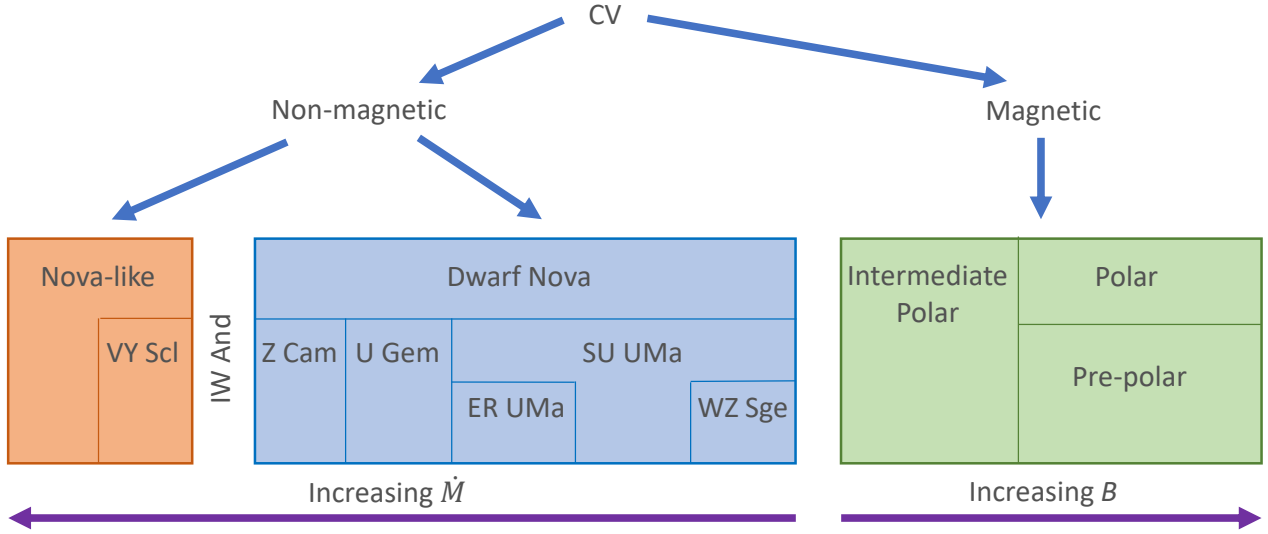 CV
Non-magnetic
Magnetic
Nova-like
VY Scl
IW And
Dwarf Nova
Z Cam
U Gem
SU UMa
ER UMa
WZ Sge
Intermediate
Polar
Polar
Pre-polar
Increasing Ṁ
Increasing B